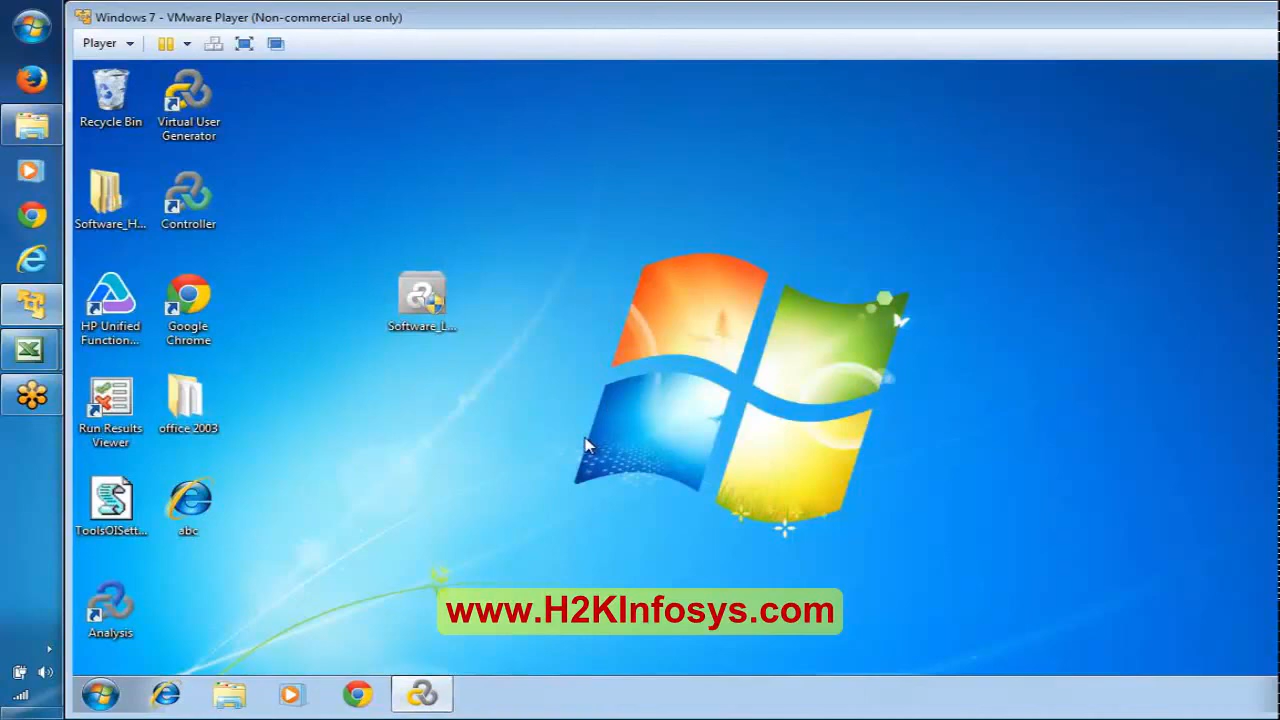 Windows 7 - VMware Player (Non-commercial use only)
Player
Recycle Bin
Virtual User
Generator
Software_H...
Controller
HP Unified
Function...
Google
Chrome
Software_L...
Run Results
Viewer
office 2003
ToolsOISett...
abc
Analysis
www.H2KInfosys.com